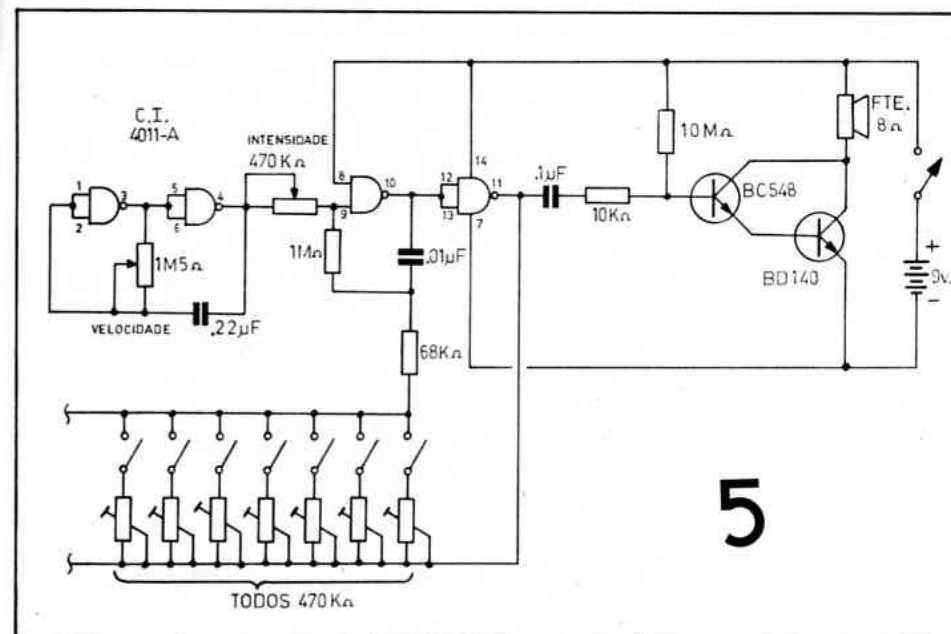 C.I.
4011-A
INTENSIDADE
470KΩ
1
2
3
5
6
4
8
9
10
12
13
11
14
7
1M5Ω
VELOCIDADE
.22µF
1MΩ
.01µF
68KΩ
.1µF
10KΩ
10MΩ
BC548
BD140
FTE.
8Ω
+
9v.
-
TODOS 470KΩ
5